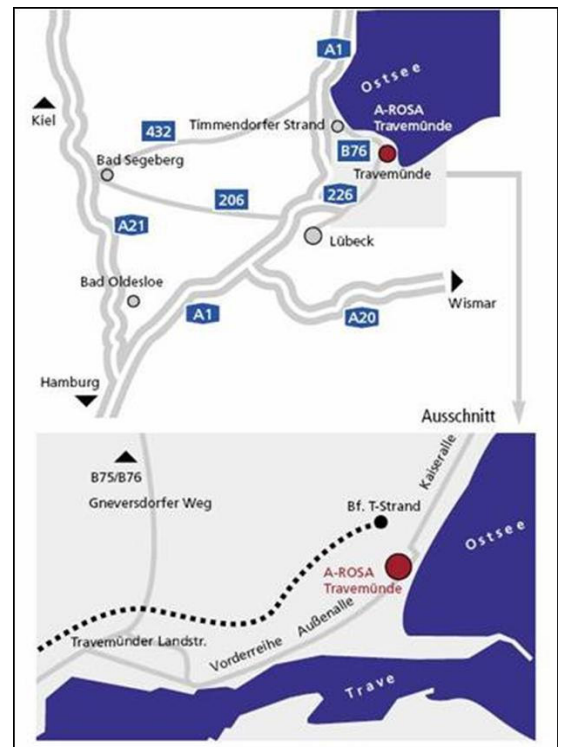 A1
Ostsee
A-ROSA
Travemünde
Kiel
432
Timmendorfer Strand
B76
Bad Segeberg
Travemünde
206
226
A21
Lübeck
Bad Oldesloe
Wismar
A1
A20
Hamburg
Ausschnitt
B75/B76
Gneversdorfer Weg
Kaiseralle
Bf. T-Strand
Ostsee
A-ROSA
Travemünde
Außenalle
Travemünder Landstr.
Vorderreihe
Trave